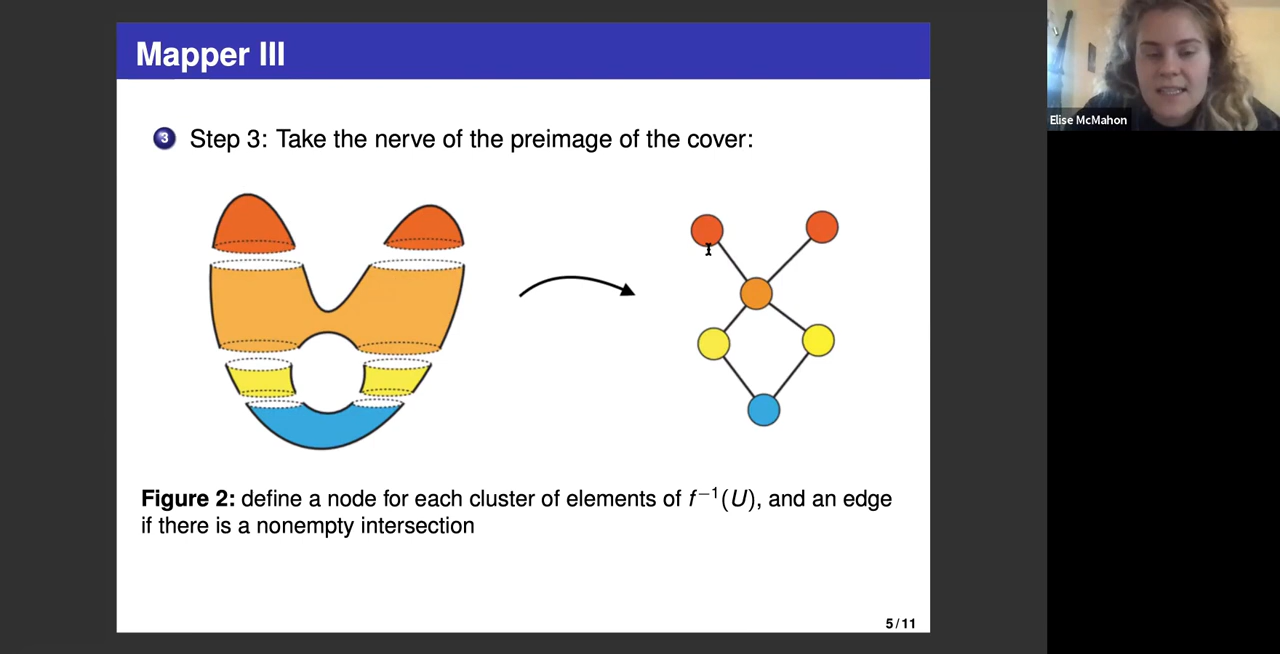 Mapper III
3 Step 3: Take the nerve of the preimage of the cover:
Figure 2: define a node for each cluster of elements of f⁻¹(U), and an edge
if there is a nonempty intersection
5 / 11
Elise McMahon